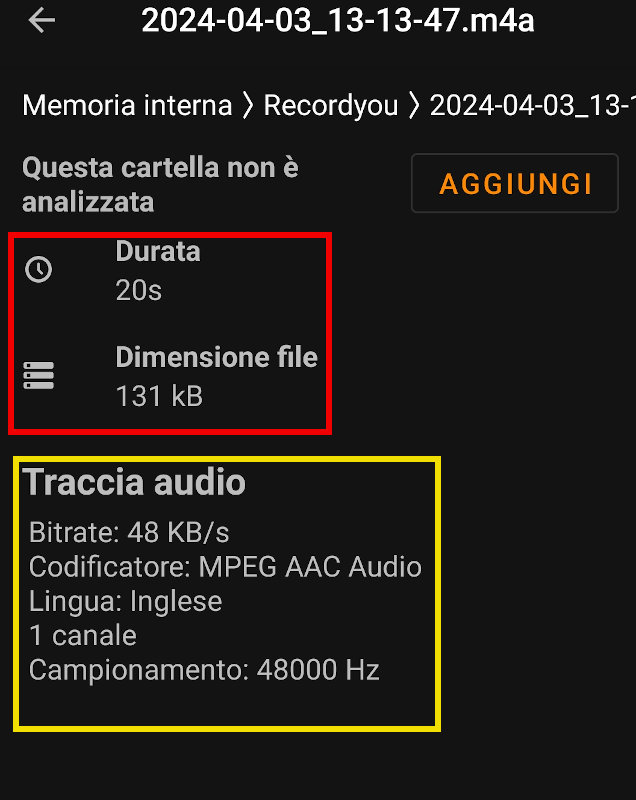 2024-04-03_13-13-47.m4a
Memoria interna > Recordyou > 2024-04-03_13-1
Questa cartella non è
analizzata
AGGIUNGI
Durata
20s
Dimensione file
131 kB
Traccia audio
Bitrate: 48 KB/s
Codificatore: MPEG AAC Audio
Lingua: Inglese
1 canale
Campionamento: 48000 Hz